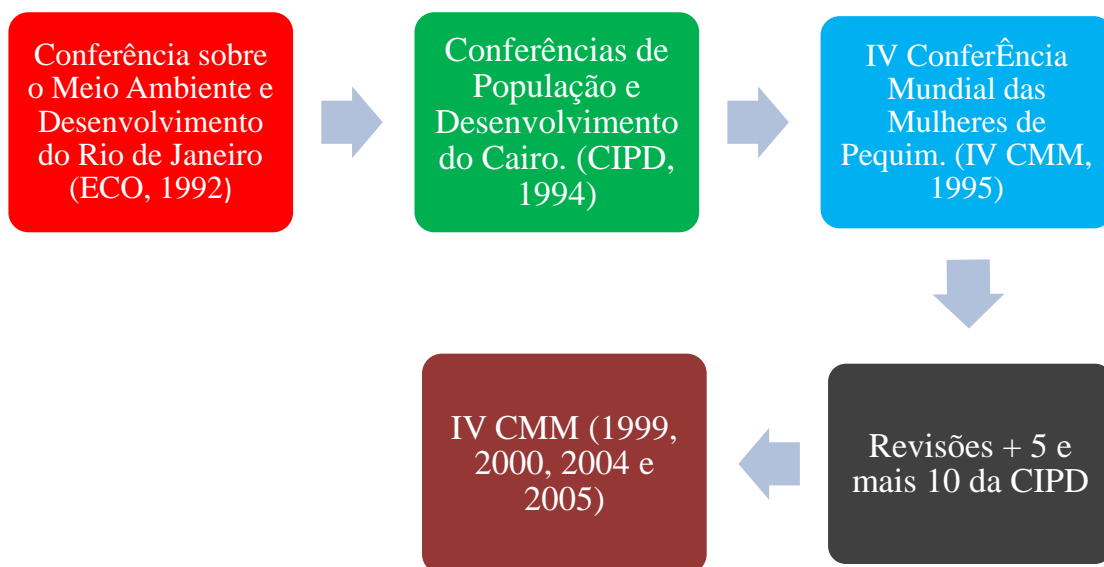 Conferência sobre
o Meio Ambiente e
Desenvolvimento
do Rio de Janeiro
(ECO, 1992)
Conferências de
População e
Desenvolvimento
do Cairo. (CIPD,
1994)
IV ConferÊncia
Mundial das
Mulheres de
Pequim. (IV CMM,
1995)
Revisões + 5 e
mais 10 da CIPD
IV CMM (1999,
2000, 2004 e
2005)